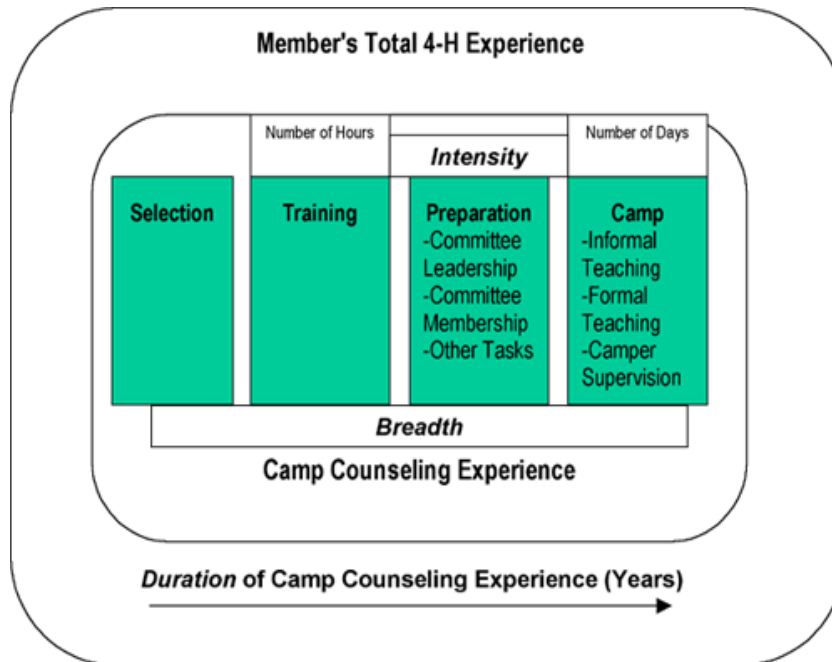 Member's Total 4-H Experience
Number of Hours
Number of Days
Intensity
Selection
Training
Preparation
-Committee
Leadership
-Committee
Membership
-Other Tasks
Camp
-Informal
Teaching
-Formal
Teaching
-Camper
Supervision
Breadth
Camp Counseling Experience
Duration of Camp Counseling Experience (Years)